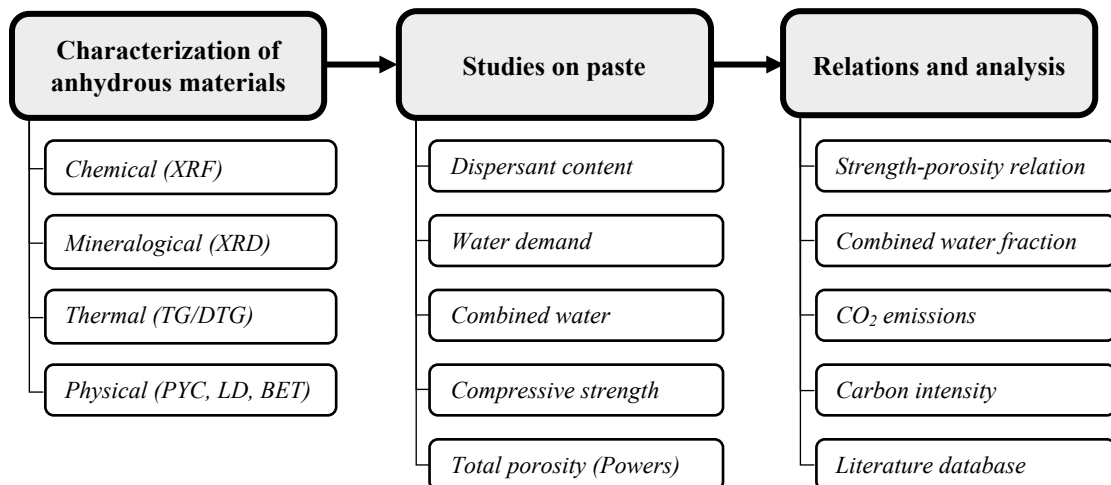 Characterization of
anhydrous materials
Chemical (XRF)
Mineralogical (XRD)
Thermal (TG/DTG)
Physical (PYC, LD, BET)
Studies on paste
Dispersant content
Water demand
Combined water
Compressive strength
Total porosity (Powers)
Relations and analysis
Strength-porosity relation
Combined water fraction
CO₂ emissions
Carbon intensity
Literature database